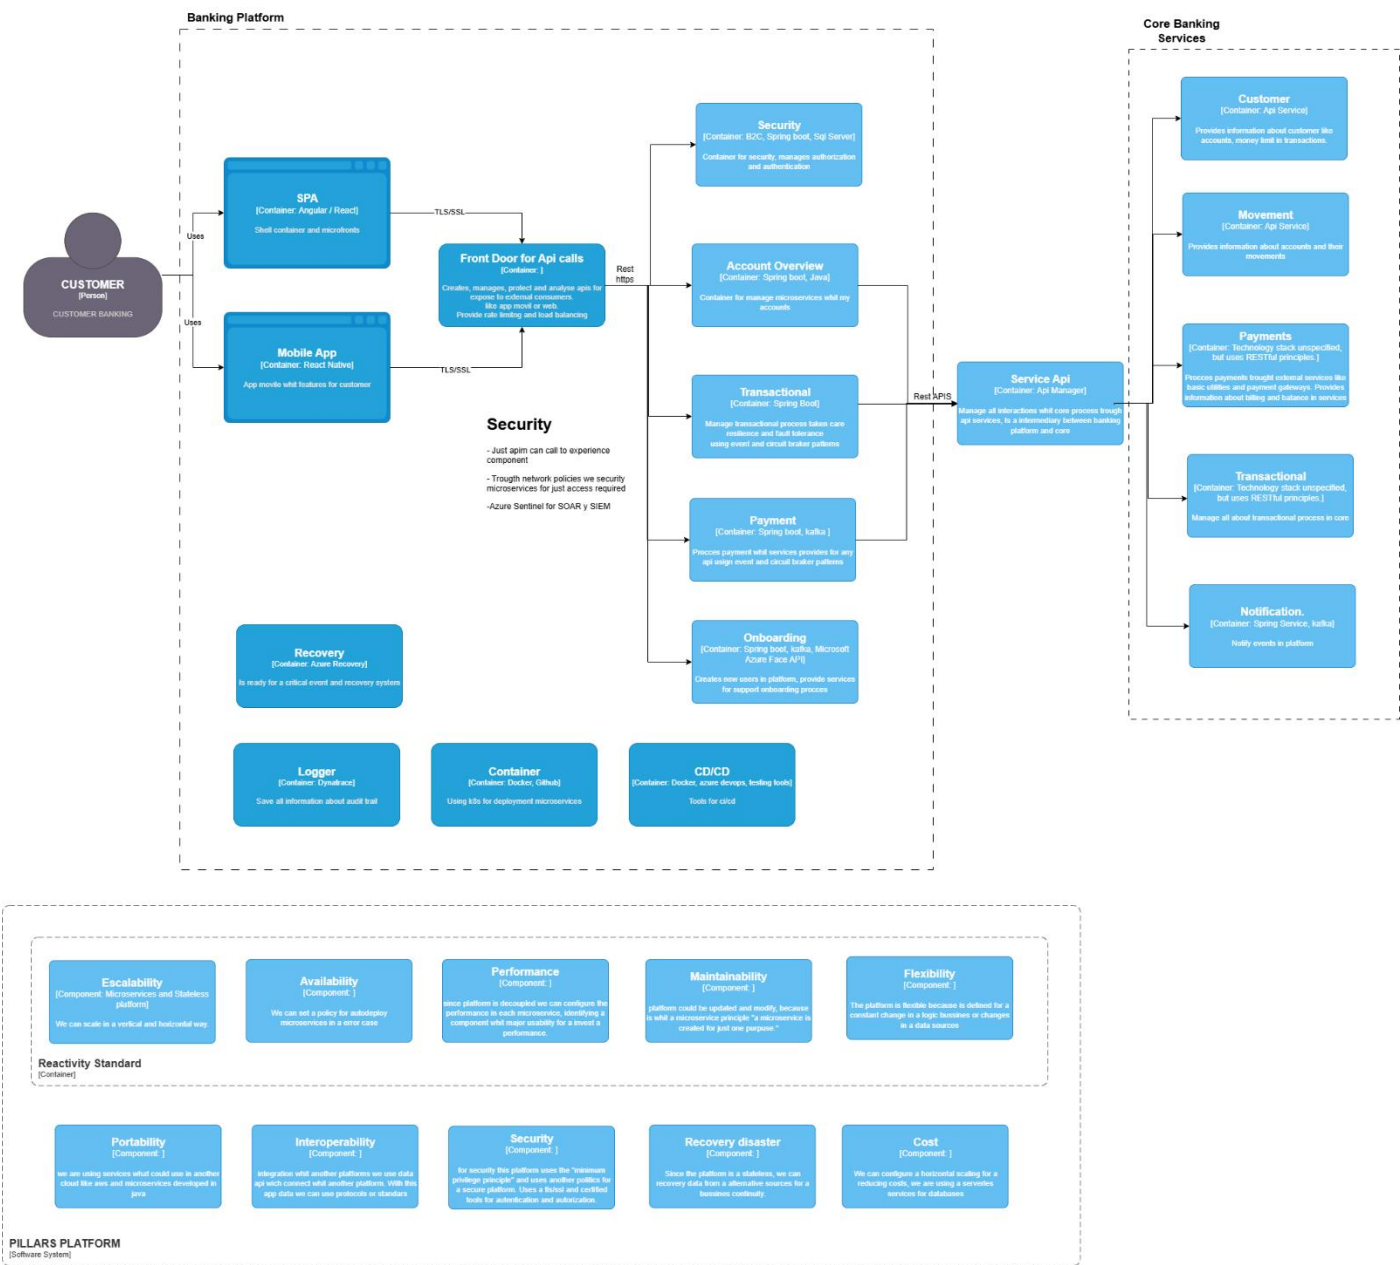 Banking Platform
Core Banking
Services
CUSTOMER
[Person]
CUSTOMER BANKING
Uses
Uses
SPA
[Container: Angular / React]
Shell container and microfronts
Mobile App
[Container: React Native]
App movile whit features for customer
TLS/SSL
TLS/SSL
Front Door for Api calls
[Container: ]
Creates, manages, protect and analyse apis for
expose to external consumers.
like app movil or web.
Provide rate limitng and load balancing
Rest
https
Security
- Just apim can call to experience
component
- Trougth network policies we security
microservices for just access required
-Azure Sentinel for SOAR y SIEM
Security
[Container: B2C, Spring boot, Sql Server]
Container for security, manages authorization
and authentication
Account Overview
[Container: Spring boot, Java]
Container for manage microservices whit my
accounts
Transactional
[Container: Spring Boot]
Manage transactional process taken care
resilience and fault tolerance
using event and circuit braker patterns
Payment
[Container: Spring boot, kafka ]
Procces payment whit services provides for any
api usign event and circuit braker patterns
Onboarding
[Container: Spring boot, kafka, Microsoft
Azure Face API]
Creates new users in platform, provide services
for support onboarding procces
Rest APIS
Service Api
[Container: Api Manager]
Manage all interactions whit core process trough
api services, is a intermediary between banking
platform and core
Customer
[Container: Api Service]
Provides information about customer like
accounts, money limit in transactions.
Movement
[Container: Api Service]
Provides information about accounts and their
movements
Payments
[Container: Technology stack unspecified,
but uses RESTful principles.]
Procces payments trought external services like
basic utilities and payment gateways. Provides
information about billing and balance in services
Transactional
[Container: Technology stack unspecified,
but uses RESTful principles.]
Manage all about transactional process in core
Notification.
[Container: Spring Service, kafka]
Notify events in platform
Recovery
[Container: Azure Recovery]
Is ready for a critical event and recovery system
Logger
[Container: Dynatrace]
Save all information about audit trail
Container
[Container: Docker, Github]
Using k8s for deployment microservices
CD/CD
[Container: Docker, azure devops, testing tools]
Tools for ci/cd
Escalability
[Component: Microservices and Stateless
platform]
We can scale in a vertical and horizontal way.
Availability
[Component: ]
We can set a policy for autodeploy
microservices in a error case
Performance
[Component: ]
since platform is decoupled we can configure the
performance in each microservice, identifying a
component whit major usability for a invest a
performance.
Maintainability
[Component: ]
platform could be updated and modify, because
is whit a microservice principle "a microservice is
created for just one purpuse."
Flexibility
[Component: ]
The platform is flexible because is defined for a
constant change in a logic bussines or changes
in a data sources
Reactivity Standard
[Container]
Portability
[Component: ]
we are using services what could use in another
cloud like aws and microservices developed in
java
Interoperability
[Component: ]
integration whit another platforms we use data
api wich connect whit another platform. With this
app data we can use protocols or standars
Security
[Component: ]
for security this platform uses the "minimum
privilege principle" and uses another politics for
a secure platform. Uses a tls/ssl and certified
tools for autentication and autorization.
Recovery disaster
[Component: ]
Since the platform is a stateless, we can
recovery data from a alternative sources for a
bussines continuity.
Cost
[Component: ]
We can configure a horizontal scaling for a
reducing costs, we are using a serverles
services for databases
PILLARS PLATFORM
[Software System]